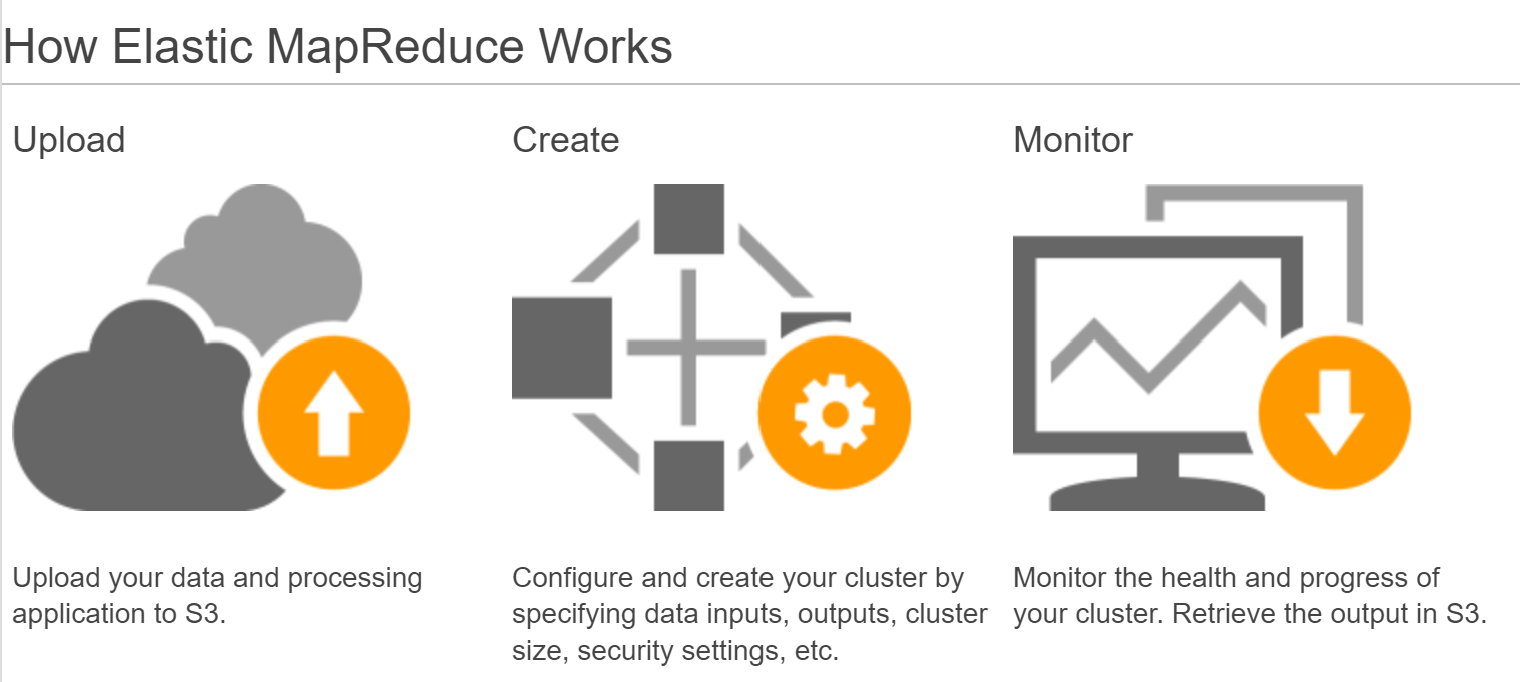 How Elastic MapReduce Works
Upload
Upload your data and processing
application to S3.
Create
Configure and create your cluster by
specifying data inputs, outputs, cluster
size, security settings, etc.
Monitor
Monitor the health and progress of
your cluster. Retrieve the output in S3.